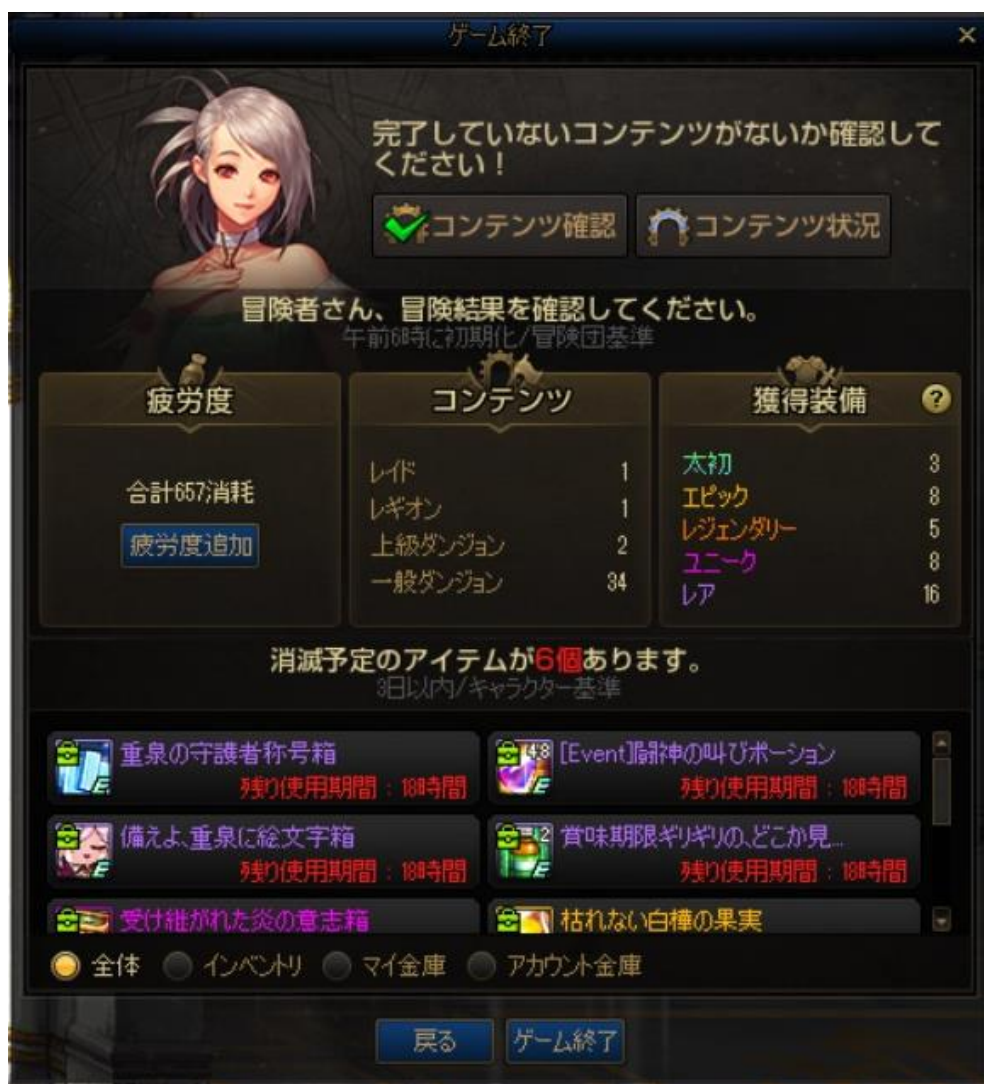 ゲーム終了
完了していないコンテンツがないか確認して
ください！
コンテンツ確認
コンテンツ状況
冒険者さん、冒険結果を確認してください。
午前6時に初期化/冒険団基準
疲労度
合計657消耗
疲労度追加
コンテンツ
レイド 1
レギオン 1
上級ダンジョン 2
一般ダンジョン 34
獲得装備 ?
太初 3
エピック 8
レジェンダリー 5
ユニーク 8
レア 16
消滅予定のアイテムが6個あります。
3日以内/キャラクター基準
重泉の守護者称号箱
残り使用期間：18時間
48
[Event]闘神の叫びポーション
残り使用期間：18時間
備えよ、重泉に絵文字箱
残り使用期間：18時間
2
賞味期限ギリギリの、どこか見...
残り使用期間：18時間
受け継がれた炎の意志箱
枯れない白樺の果実
全体 インベントリ マイ金庫 アカウント金庫
戻る ゲーム終了